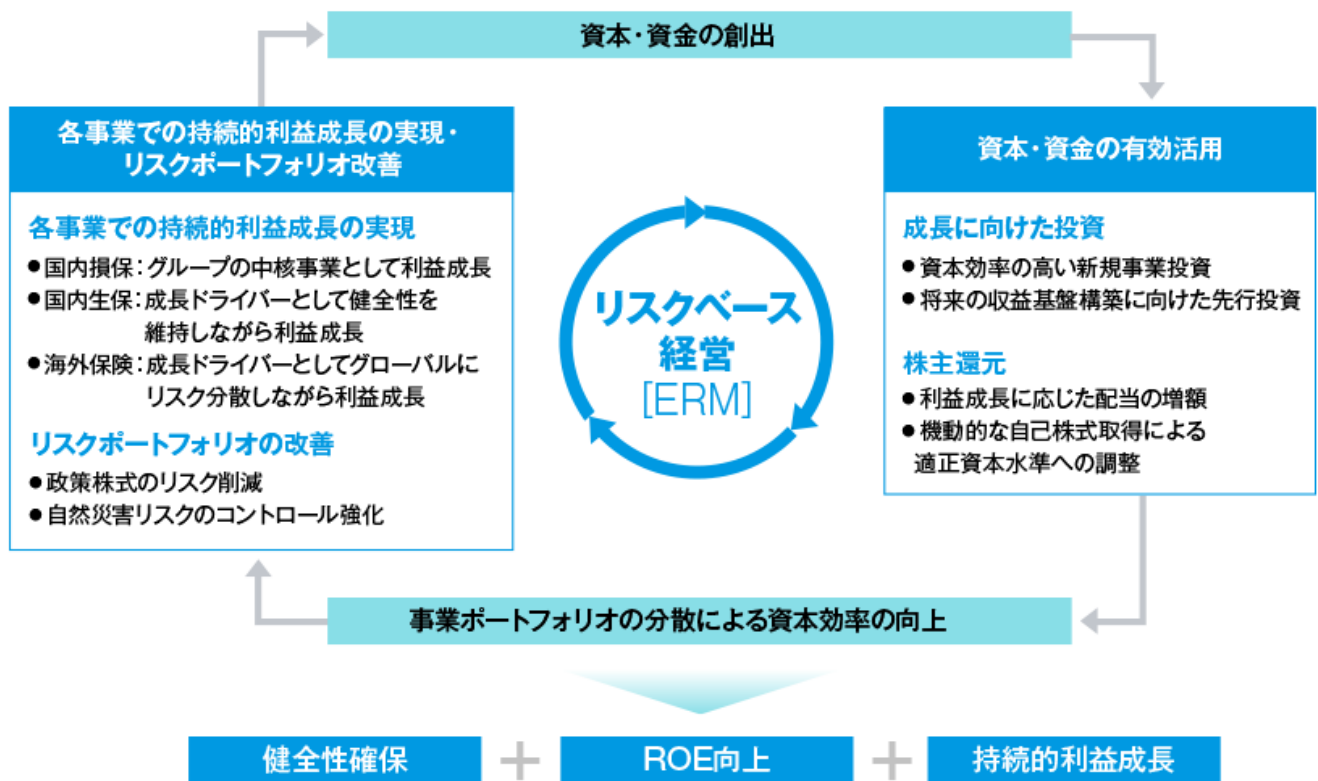 資本・資金の創出
各事業での持続的利益成長の実現・
リスクポートフォリオ改善
各事業での持続的利益成長の実現
●国内損保：グループの中核事業として利益成長
●国内生保：成長ドライバーとして健全性を
維持しながら利益成長
●海外保険：成長ドライバーとしてグローバルに
リスク分散しながら利益成長
リスクポートフォリオの改善
●政策株式のリスク削減
●自然災害リスクのコントロール強化
リスクベース
経営
[ERM]
資本・資金の有効活用
成長に向けた投資
●資本効率の高い新規事業投資
●将来の収益基盤構築に向けた先行投資
株主還元
●利益成長に応じた配当の増額
●機動的な自己株式取得による
適正資本水準への調整
事業ポートフォリオの分散による資本効率の向上
健全性確保 + ROE向上 + 持続的利益成長